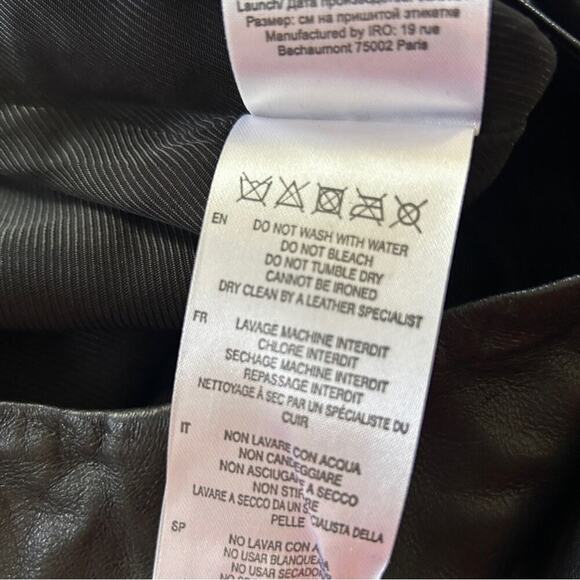 Launch/ Дата производства
Размер: см на пришитой этикетке
Manufactured by IRO: 19 rue
Bachaumont 75002 Paris
EN
DO NOT WASH WITH WATER
DO NOT BLEACH
DO NOT TUMBLE DRY
CANNOT BE IRONED
DRY CLEAN BY A LEATHER SPECIALIST
FR
LAVAGE MACHINE INTERDIT
CHLORE INTERDIT
SECHAGE MACHINE INTERDIT
REPASSAGE INTERDIT
NETTOYAGE À SEC PAR UN SPÉCIALISTE DU
CUIR
IT
NON LAVARE CON ACQUA
NON CANDEGGIARE
NON ASCIUGARE A SECCO
NON STIRARE
LAVARE A SECCO DA UN
PELLE CIALISTA DELLA
SP
NO LAVAR CON A
NO USAR BLANQUEA
NO USAR SECADO